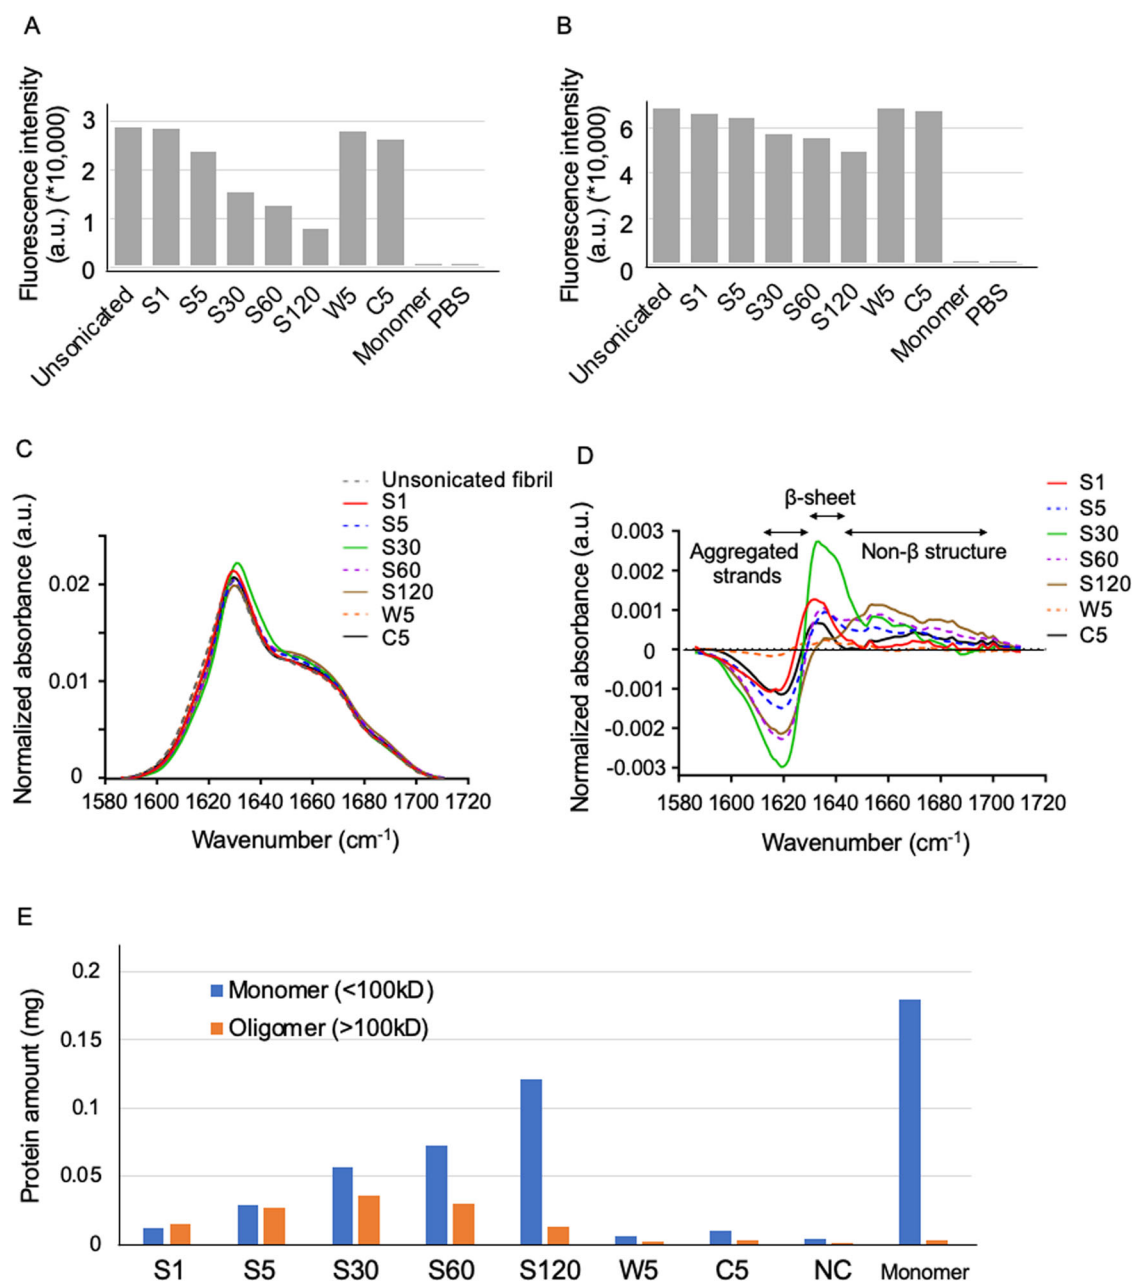 A
Fluorescence intensity
(a.u.) (*10,000)
3
2
1
0
Unsonicated
S1
S5
S30
S60
S120
W5
C5
Monomer
PBS
B
Fluorescence intensity
(a.u.) (*10,000)
6
4
2
0
Unsonicated
S1
S5
S30
S60
S120
W5
C5
Monomer
PBS
C
Normalized absorbance (a.u.)
0.02
0.01
0
1580 1600 1620 1640 1660 1680 1700 1720
Wavenumber (cm⁻¹)
Unsonicated fibril
S1
S5
S30
S60
S120
W5
C5
D
Normalized absorbance (a.u.)
0.003
0.002
0.001
0
-0.001
-0.002
-0.003
β-sheet
Aggregated
strands
Non-β structure
1580 1600 1620 1640 1660 1680 1700 1720
Wavenumber (cm⁻¹)
S1
S5
S30
S60
S120
W5
C5
E
Protein amount (mg)
0.2
0.15
0.1
0.05
0
Monomer (<100kD)
Oligomer (>100kD)
S1 S5 S30 S60 S120 W5 C5 NC Monomer